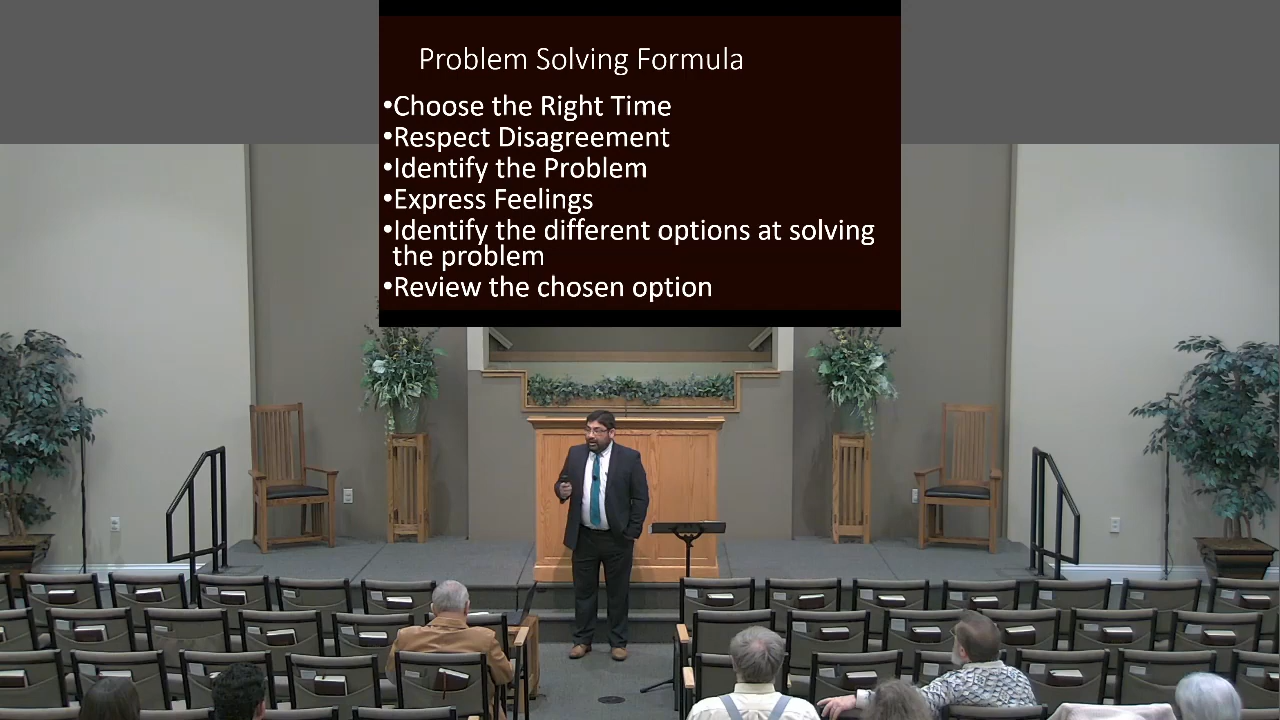 Problem Solving Formula
•Choose the Right Time
•Respect Disagreement
•Identify the Problem
•Express Feelings
•Identify the different options at solving
the problem
•Review the chosen option